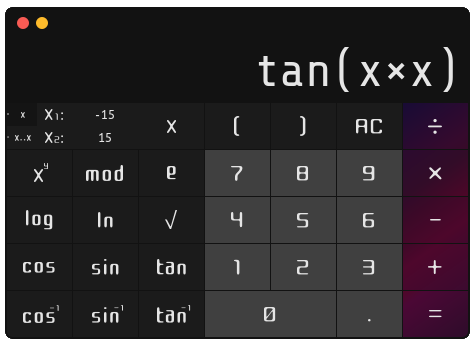 tan(x×x)
x X₁: -15 x ( ) AC ÷
x..x X₂: 15
xʸ mod e 7 8 9 ×
log ln √ 4 5 6 -
cos sin tan 1 2 3 +
cos⁻¹ sin⁻¹ tan⁻¹ 0 . =